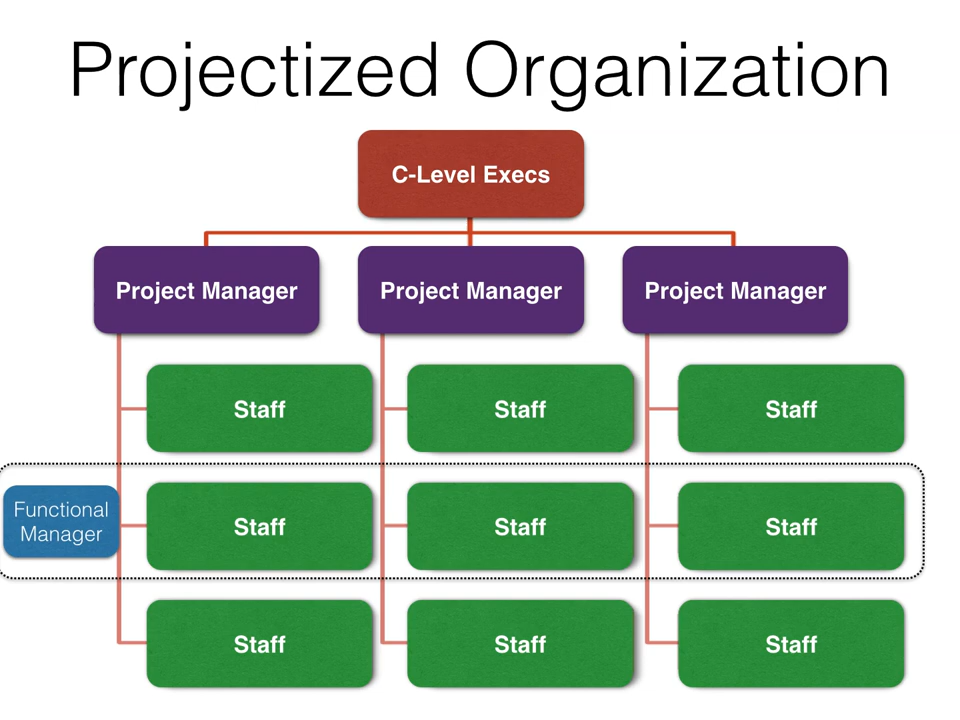 Projectized Organization
C-Level Execs
Project Manager
Project Manager
Project Manager
Staff
Staff
Staff
Functional
Manager
Staff
Staff
Staff
Staff
Staff
Staff